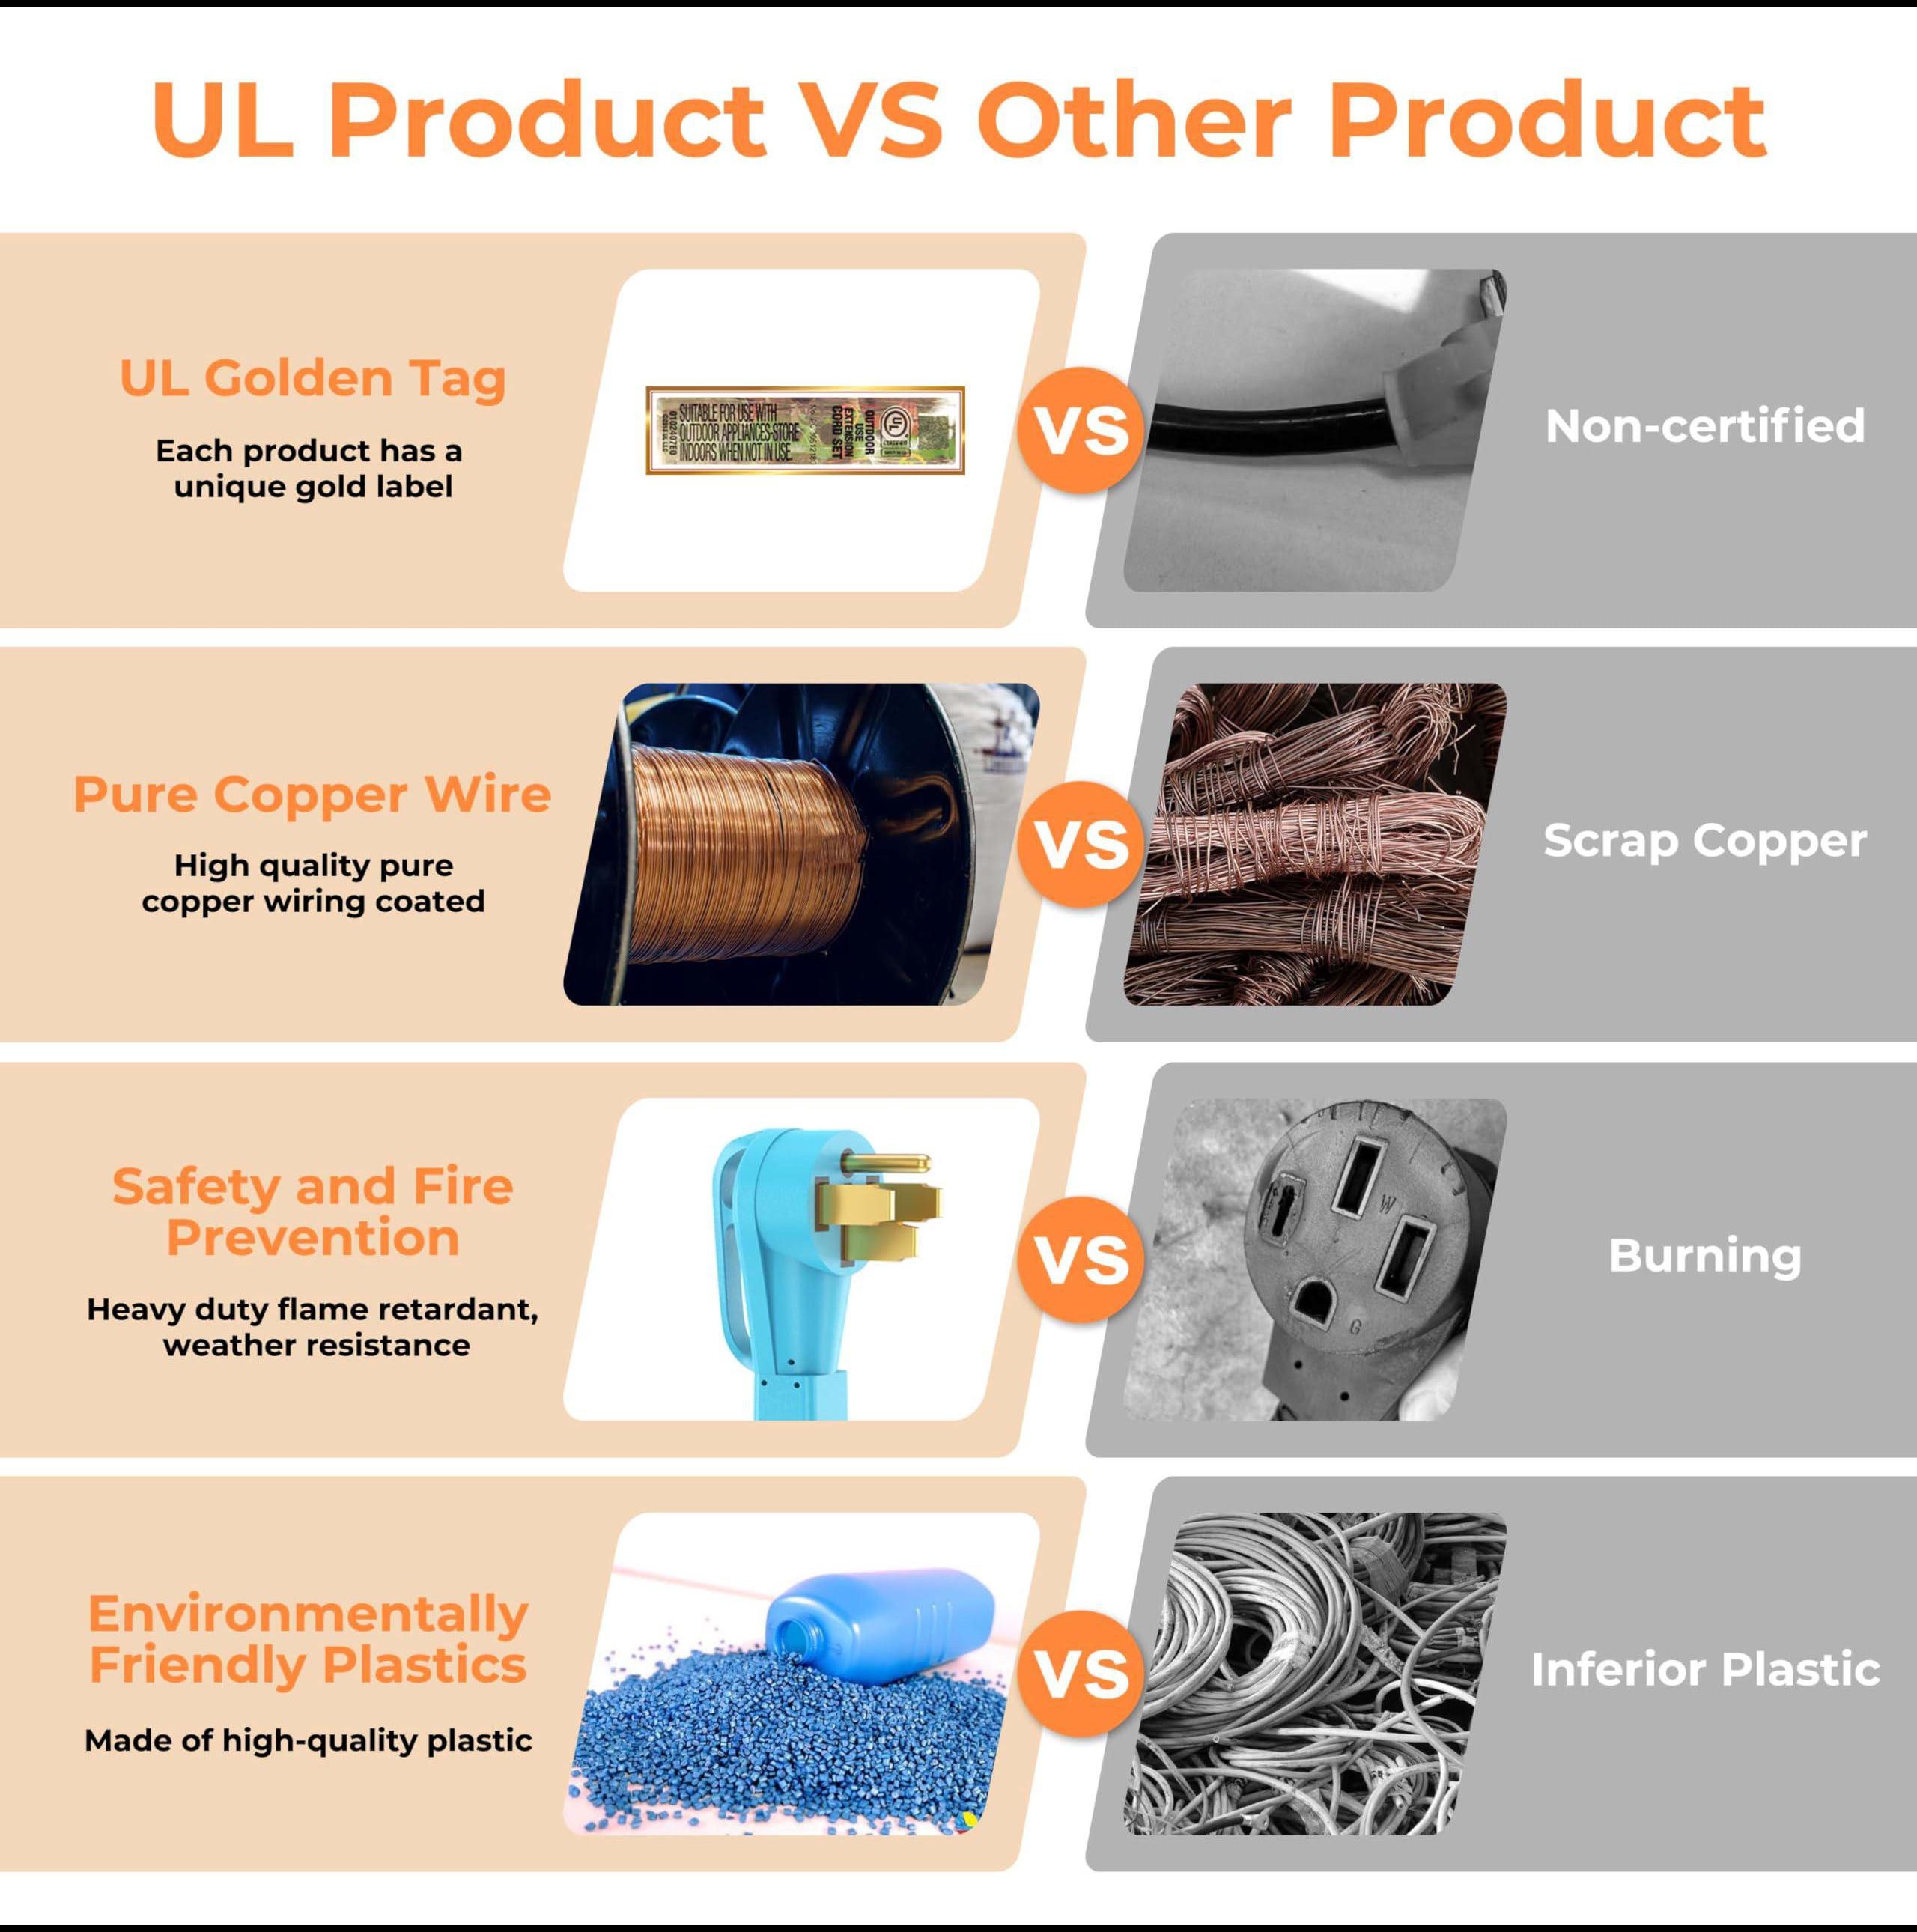 UL Product VS Other Product
UL Golden Tag
Each product has a
unique gold label
SUITABLE FOR USE WITH
OUTDOOR APPLIANCES-STORE
INDOORS WHEN NOT IN USE.
OUTDOOR
USE
EXTENSION
CORD SET
UL
VS
Non-certified
Pure Copper Wire
High quality pure
copper wiring coated
VS
Scrap Copper
Safety and Fire
Prevention
Heavy duty flame retardant,
weather resistance
VS
W
G
Burning
Environmentally
Friendly Plastics
Made of high-quality plastic
VS
Inferior Plastic